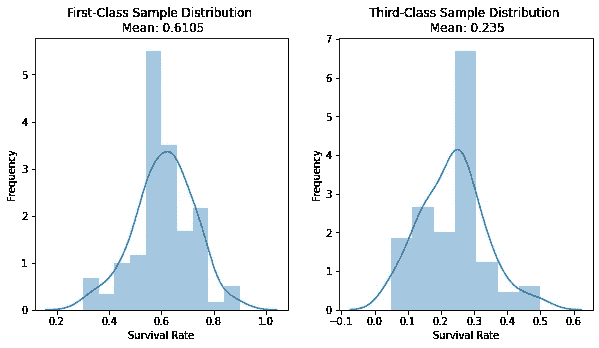 First-Class Sample Distribution
Mean: 0.6105
Frequency
5
4
3
2
1
0
0.2 0.4 0.6 0.8 1.0
Survival Rate
Third-Class Sample Distribution
Mean: 0.235
Frequency
7
6
5
4
3
2
1
0
-0.1 0.0 0.1 0.2 0.3 0.4 0.5 0.6
Survival Rate